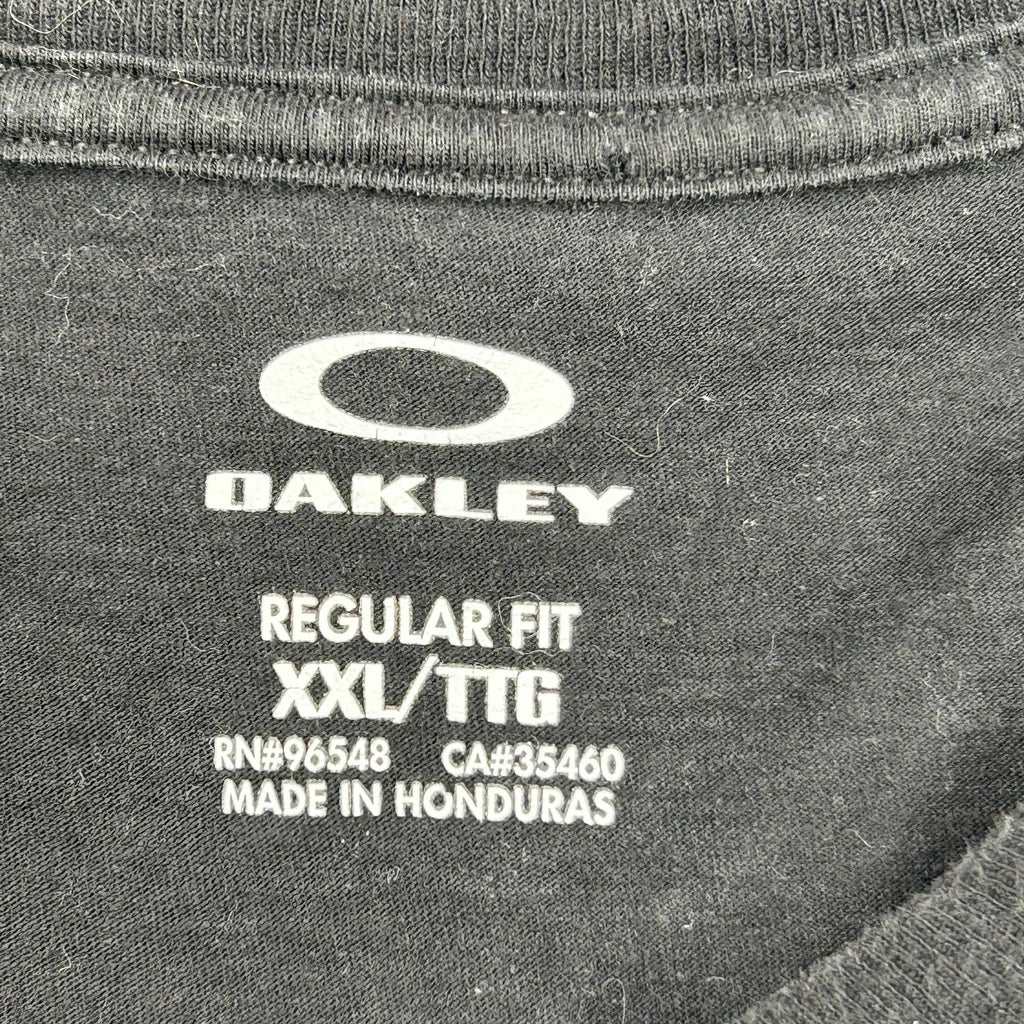 OAKLEY
REGULAR FIT
XXL/TTG
RN#96548 CA#35460
MADE IN HONDURAS